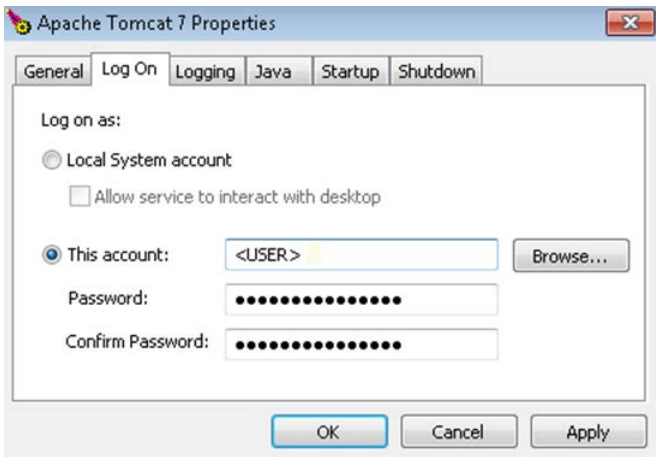 Apache Tomcat 7 Properties
General Log On Logging Java Startup Shutdown
Log on as:
Local System account
Allow service to interact with desktop
This account: <USER> Browse...
Password: ●●●●●●●●●●●●●●●
Confirm Password: ●●●●●●●●●●●●●●●
OK Cancel Apply